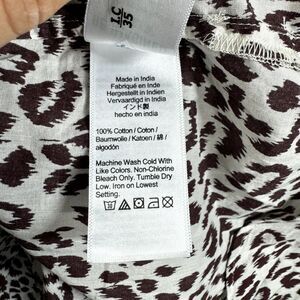 LC
35
Made in India
Fabriqué en Inde
Hergestellt in Indien
Vervaardigd in India
インド製
hecho en india
100% Cotton / Coton /
Baumwolle / Katoen / 綿 /
algodón
Machine Wash Cold With
Like Colors. Non-Chlorine
Bleach Only. Tumble Dry
Low. Iron on Lowest
Setting.